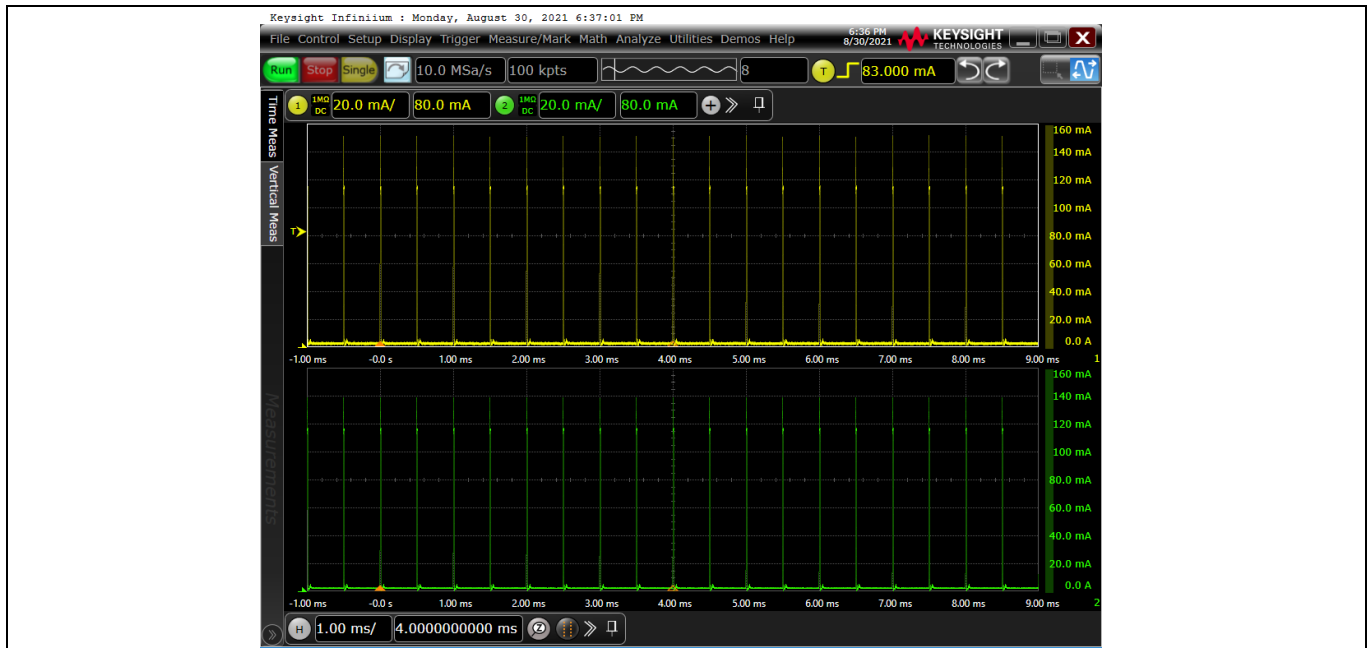 Keysight Infiniium : Monday, August 30, 2021 6:37:01 PM
File Control Setup Display Trigger Measure/Mark Math Analyze Utilities Demos Help
6:36 PM
8/30/2021
KEYSIGHT
TECHNOLOGIES
Run Stop Single 10.0 MSa/s 100 kpts 8 T 83.000 mA
1 1MΩ DC 20.0 mA/ 80.0 mA 2 1MΩ DC 20.0 mA/ 80.0 mA
Time Meas
Vertical Meas
Measurements
T
160 mA
140 mA
120 mA
100 mA
80.0 mA
60.0 mA
40.0 mA
20.0 mA
0.0 A
-1.00 ms -0.0 s 1.00 ms 2.00 ms 3.00 ms 4.00 ms 5.00 ms 6.00 ms 7.00 ms 8.00 ms 9.00 ms 1
160 mA
140 mA
120 mA
100 mA
80.0 mA
60.0 mA
40.0 mA
20.0 mA
0.0 A
-1.00 ms -0.0 s 1.00 ms 2.00 ms 3.00 ms 4.00 ms 5.00 ms 6.00 ms 7.00 ms 8.00 ms 9.00 ms 2
H 1.00 ms/ 4.0000000000 ms Z